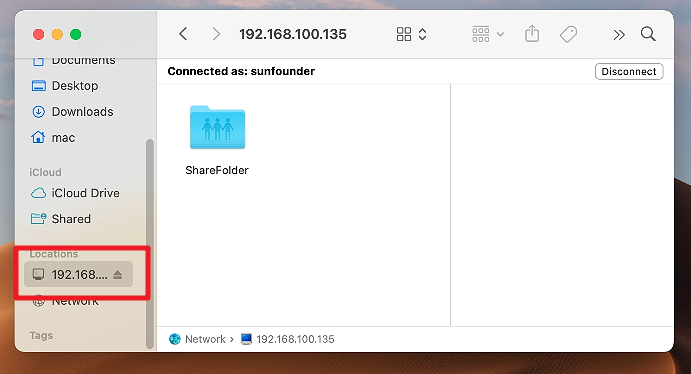 192.168.100.135
Connected as: sunfounder
Disconnect
Documents
Desktop
Downloads
mac
iCloud
iCloud Drive
Shared
Locations
192.168....
Network
Tags
ShareFolder
Network › 192.168.100.135